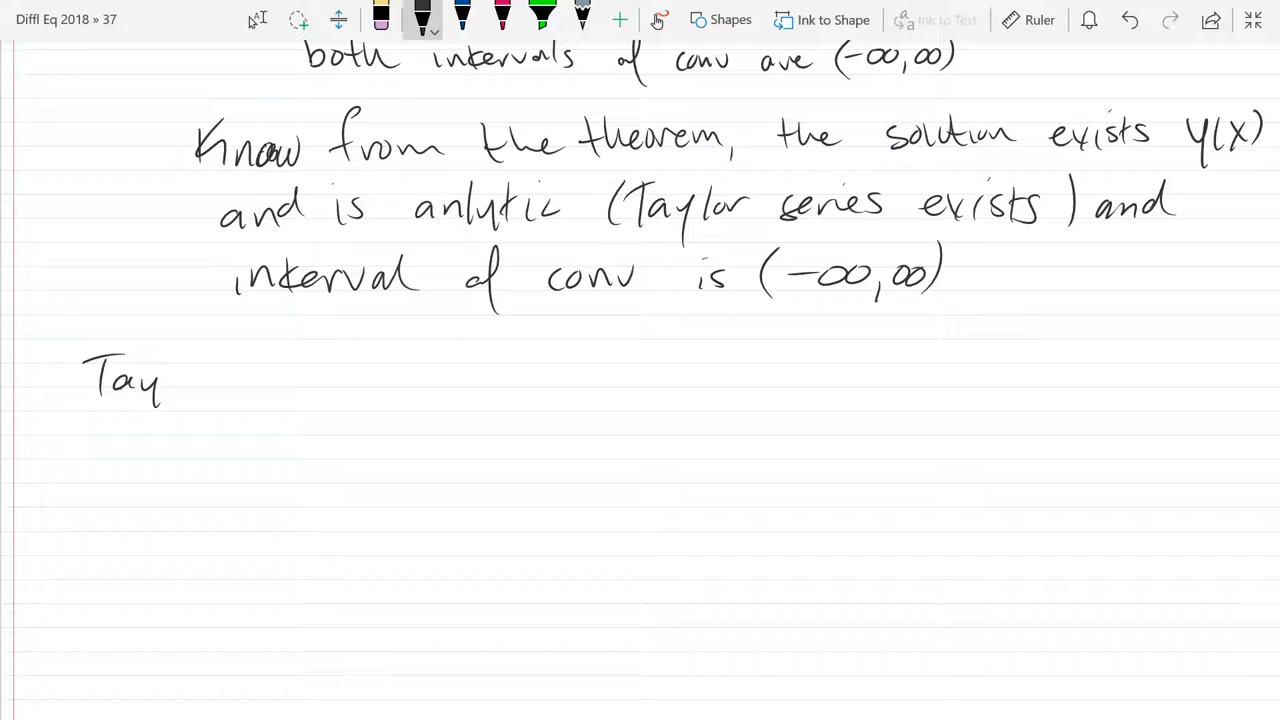 Diffl Eq 2018 » 37
Shapes
Ink to Shape
Ink to Text
Ruler
both intervals of conv are (-∞,∞)
Know from the theorem, the solution exists y(x)
and is anlytic (Taylor series exists) and
interval of conv is (-∞,∞)
Tay